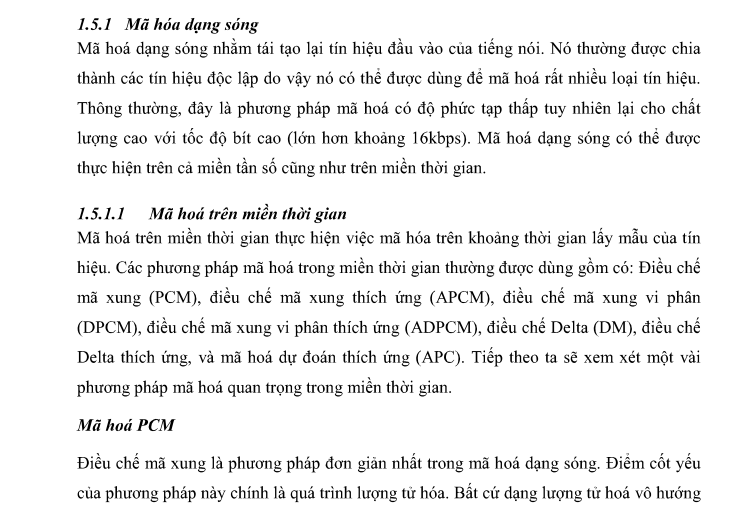 1.5.1 Mã hóa dạng sóng
Mã hoá dạng sóng nhằm tái tạo lại tín hiệu đầu vào của tiếng nói. Nó thường được chia
thành các tín hiệu độc lập do vậy nó có thể được dùng để mã hoá rất nhiều loại tín hiệu.
Thông thường, đây là phương pháp mã hoá có độ phức tạp thấp tuy nhiên lại cho chất
lượng cao với tốc độ bít cao (lớn hơn khoảng 16kbps). Mã hoá dạng sóng có thể được
thực hiện trên cả miền tần số cũng như trên miền thời gian.
1.5.1.1 Mã hoá trên miền thời gian
Mã hoá trên miền thời gian thực hiện việc mã hóa trên khoảng thời gian lấy mẫu của tín
hiệu. Các phương pháp mã hoá trong miền thời gian thường được dùng gồm có: Điều chế
mã xung (PCM), điều chế mã xung thích ứng (APCM), điều chế mã xung vi phân
(DPCM), điều chế mã xung vi phân thích ứng (ADPCM), điều chế Delta (DM), điều chế
Delta thích ứng, và mã hoá dự đoán thích ứng (APC). Tiếp theo ta sẽ xem xét một vài
phương pháp mã hoá quan trọng trong miền thời gian.
Mã hoá PCM
Điều chế mã xung là phương pháp đơn giản nhất trong mã hoá dạng sóng. Điểm cốt yếu
của phương pháp này chính là quá trình lượng tử hóa. Bất cứ dạng lượng tử hoá vô hướng